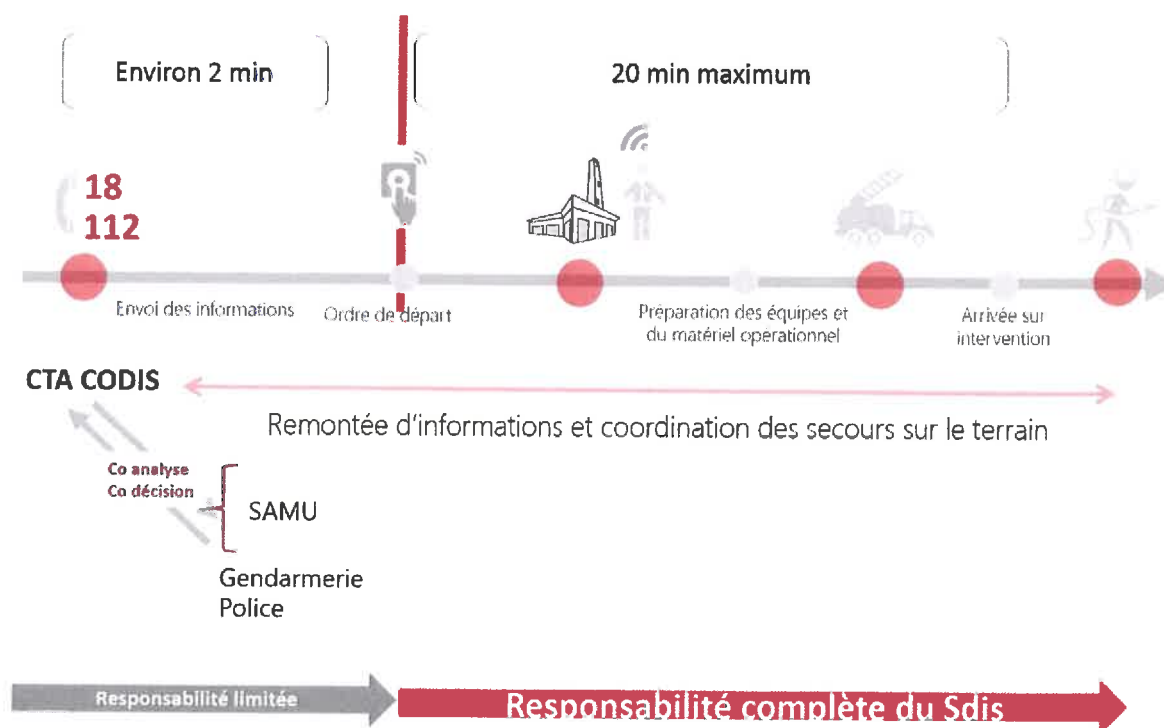 Environ 2 min
20 min maximum
18
112
Envoi des informations
Ordre de départ
Préparation des équipes et
du matériel opérationnel
Arrivée sur
intervention
CTA CODIS
Remontée d'informations et coordination des secours sur le terrain
Co analyse
Co décision
SAMU
Gendarmerie
Police
Responsabilité limitée
Responsabilité complète du Sdis